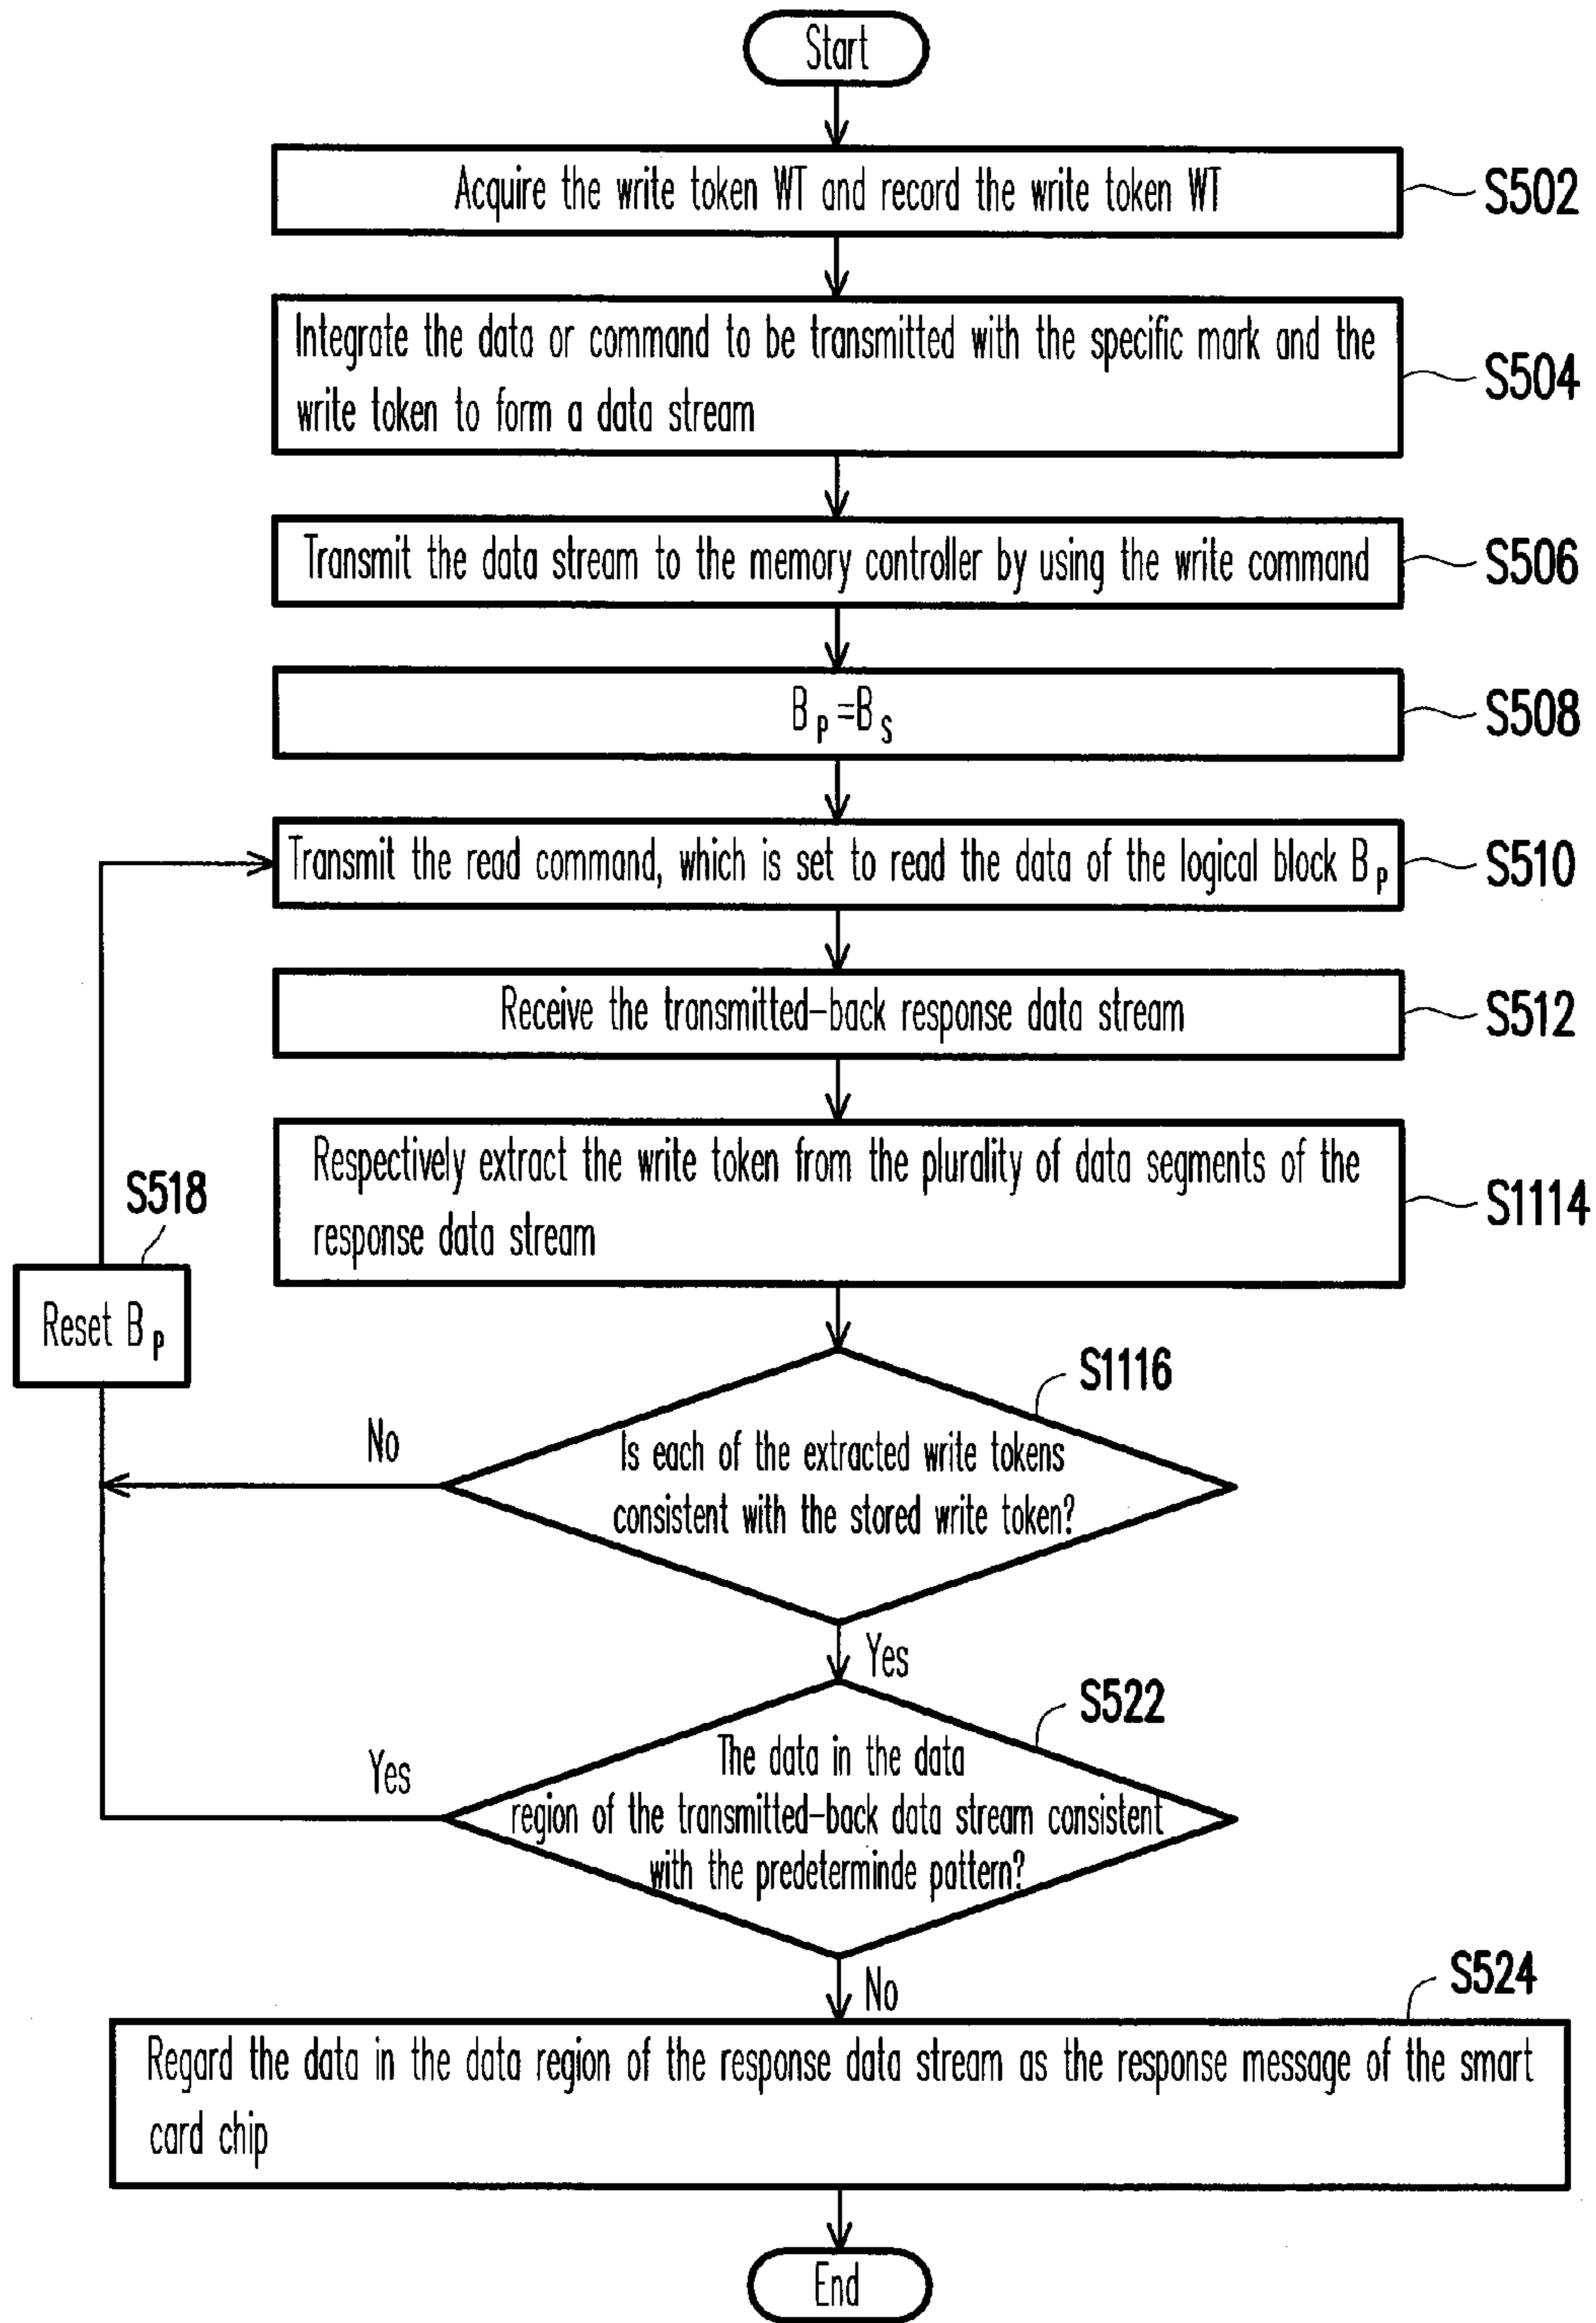 Start
Acquire the write token WT and record the write token WT
S502
Integrate the data or command to be transmitted with the specific mark and the
write token to form a data stream
S504
Transmit the data stream to the memory controller by using the write command
S506
B P =B S
S508
Transmit the read command, which is set to read the data of the logical block B P
S510
Receive the transmitted-back response data stream
S512
Respectively extract the write token from the plurality of data segments of the
response data stream
S1114
S518
Reset B P
S1116
No
Is each of the extracted write tokens
consistent with the stored write token?
Yes
S522
Yes
The data in the data
region of the transmitted-back data stream consistent
with the predeterminde pattern?
No
S524
Regard the data in the data region of the response data stream as the response message of the smart
card chip
End